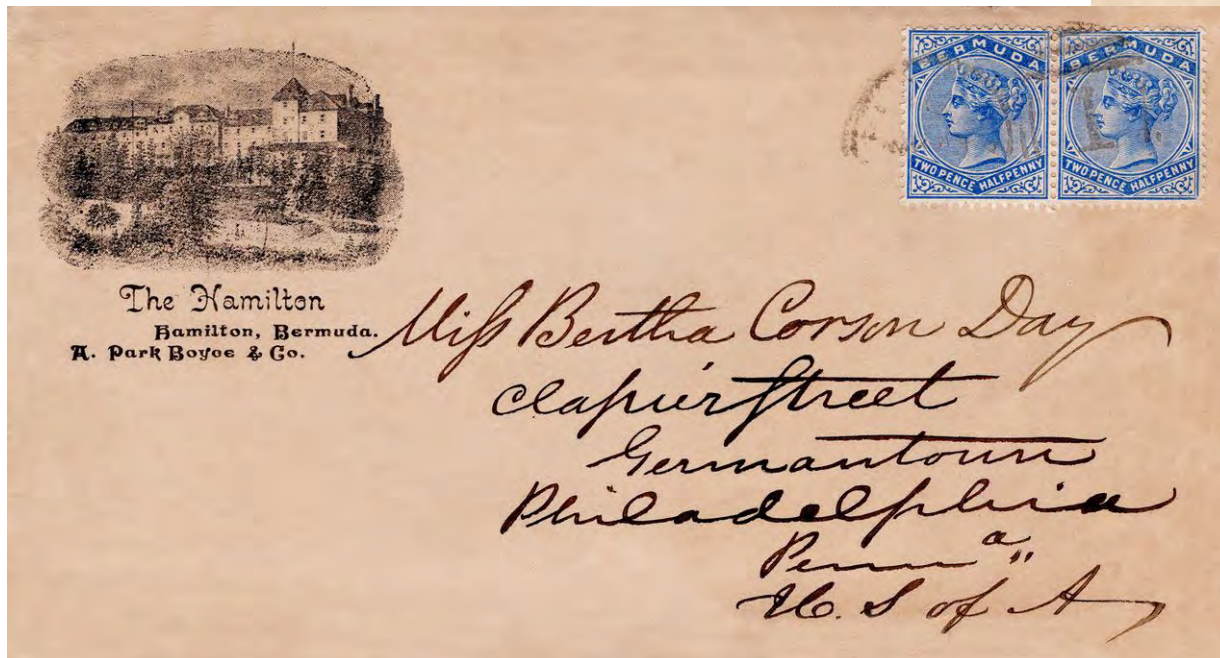 BERMUDA
TWO PENCE HALFPENNY
BERMUDA
TWO PENCE HALFPENNY
The Hamilton
Hamilton, Bermuda.
A. Park Boyce & Co.
Miss Bertha Corson Day
Clapier Street
Germantown
Philadelphia
Penn a "
U. S of A